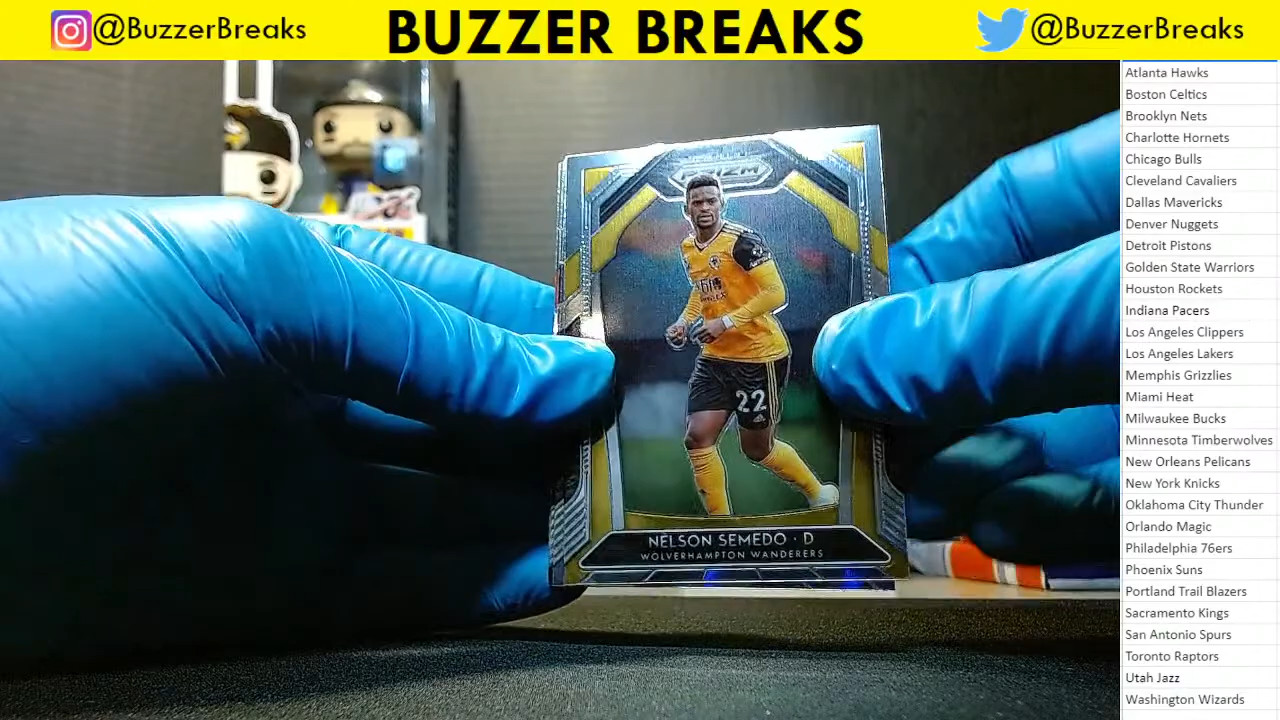 @BuzzerBreaks
BUZZER BREAKS
@BuzzerBreaks
PRIZM
22
NELSON SEMEDO · D
WOLVERHAMPTON WANDERERS
Atlanta Hawks
Boston Celtics
Brooklyn Nets
Charlotte Hornets
Chicago Bulls
Cleveland Cavaliers
Dallas Mavericks
Denver Nuggets
Detroit Pistons
Golden State Warriors
Houston Rockets
Indiana Pacers
Los Angeles Clippers
Los Angeles Lakers
Memphis Grizzlies
Miami Heat
Milwaukee Bucks
Minnesota Timberwolves
New Orleans Pelicans
New York Knicks
Oklahoma City Thunder
Orlando Magic
Philadelphia 76ers
Phoenix Suns
Portland Trail Blazers
Sacramento Kings
San Antonio Spurs
Toronto Raptors
Utah Jazz
Washington Wizards